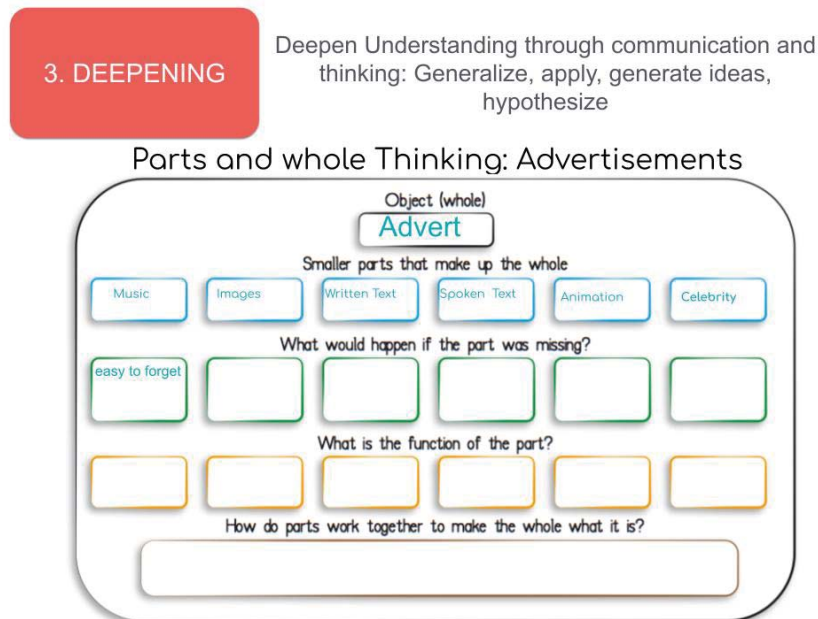 3. DEEPENING
Deepen Understanding through communication and
thinking: Generalize, apply, generate ideas,
hypothesize
Parts and whole Thinking: Advertisements
Object (whole)
Advert
Smaller parts that make up the whole
Music
Images
Written Text
Spoken Text
Animation
Celebrity
What would happen if the part was missing?
easy to forget
What is the function of the part?
How do parts work together to make the whole what it is?